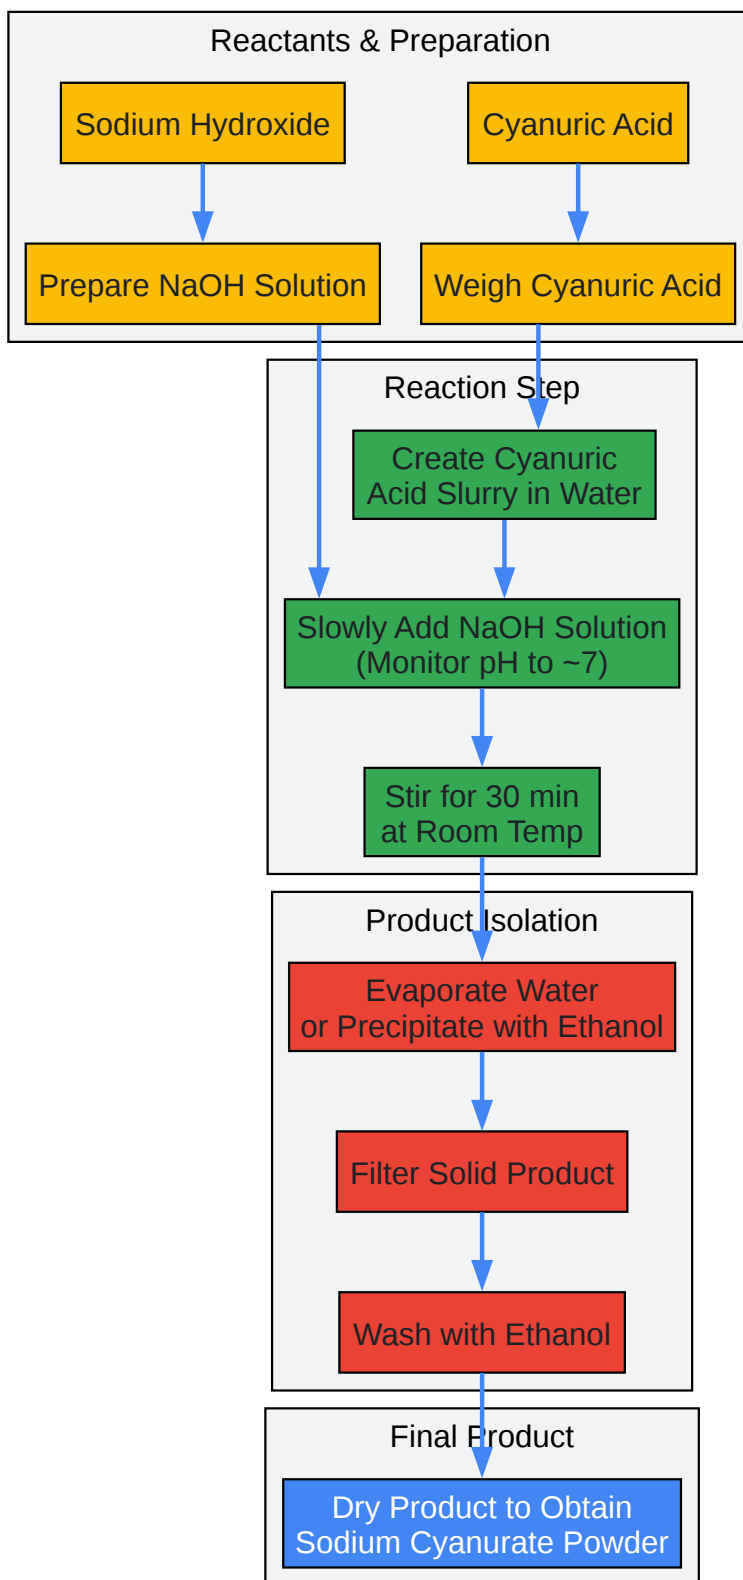 Reactants & Preparation
Sodium Hydroxide
Cyanuric Acid
Prepare NaOH Solution
Weigh Cyanuric Acid
Reaction Step
Create Cyanuric
Acid Slurry in Water
Slowly Add NaOH Solution
(Monitor pH to ~7)
Stir for 30 min
at Room Temp
Product Isolation
Evaporate Water
or Precipitate with Ethanol
Filter Solid Product
Wash with Ethanol
Final Product
Dry Product to Obtain
Sodium Cyanurate Powder